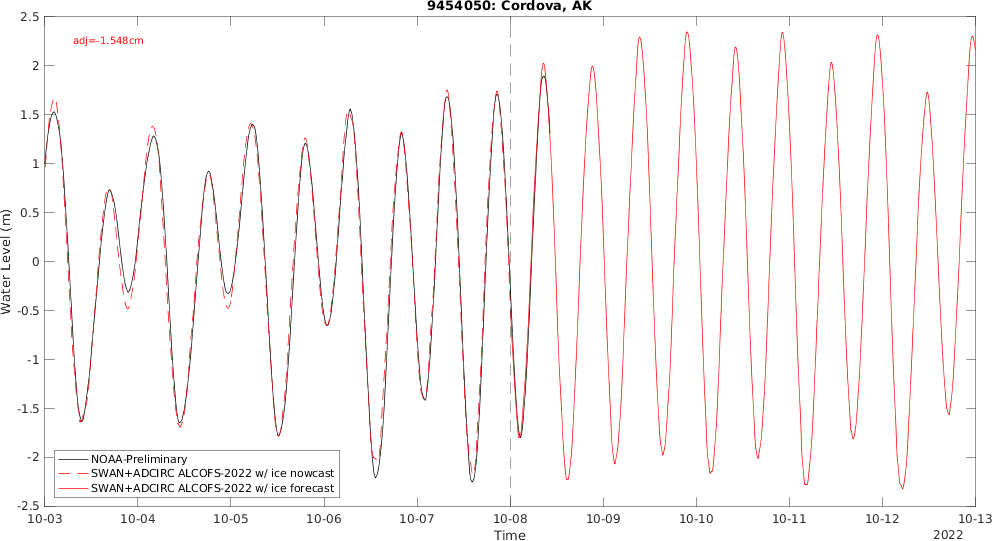 9454050: Cordova, AK
adj=-1.548cm
2.5
2
1.5
1
0.5
0
-0.5
-1
-1.5
-2
-2.5
Water Level (m)
NOAA-Preliminary
SWAN+ADCIRC ALCOFS-2022 w/ ice nowcast
SWAN+ADCIRC ALCOFS-2022 w/ ice forecast
10-03 10-04 10-05 10-06 10-07 10-08 10-09 10-10 10-11 10-12 10-13
Time
2022